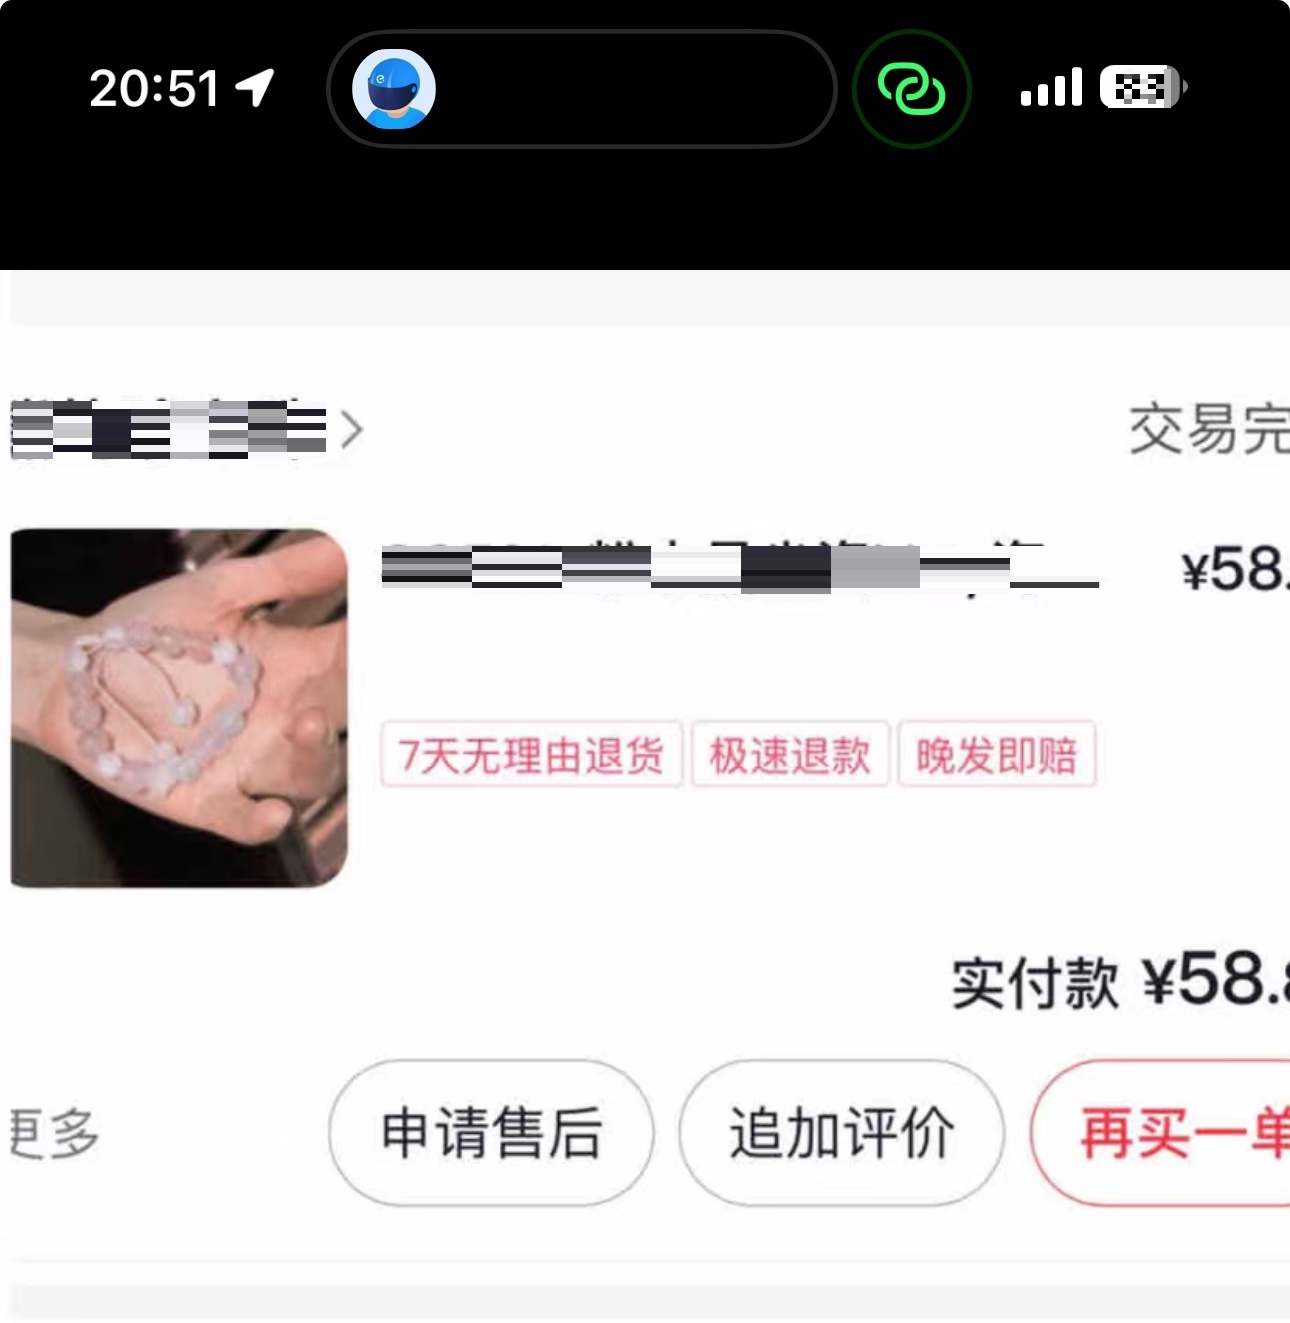 20:51
交易完
¥58.
7天无理由退货 极速退款 晚发即赔
实付款 ¥58.8
更多 申请售后 追加评价 再买一单